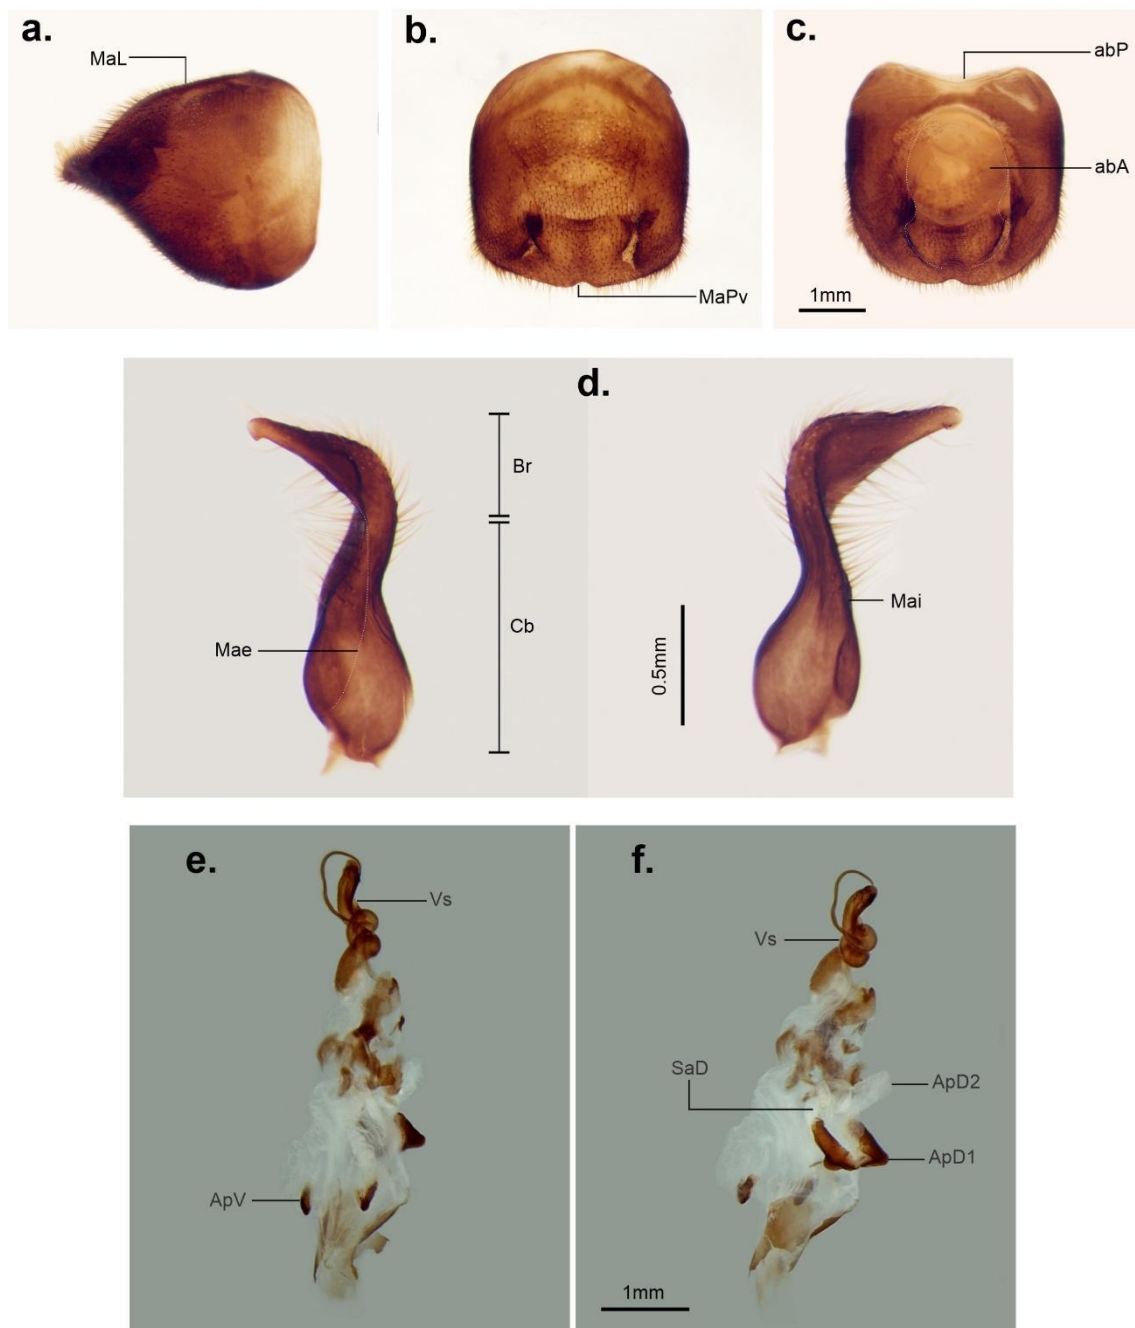 a.
MaL
b.
MaPv
c.
abP
abA
1mm
d.
Br
Cb
Mae
Mai
0.5mm
e.
Vs
ApV
f.
Vs
SaD
ApD2
ApD1
1mm